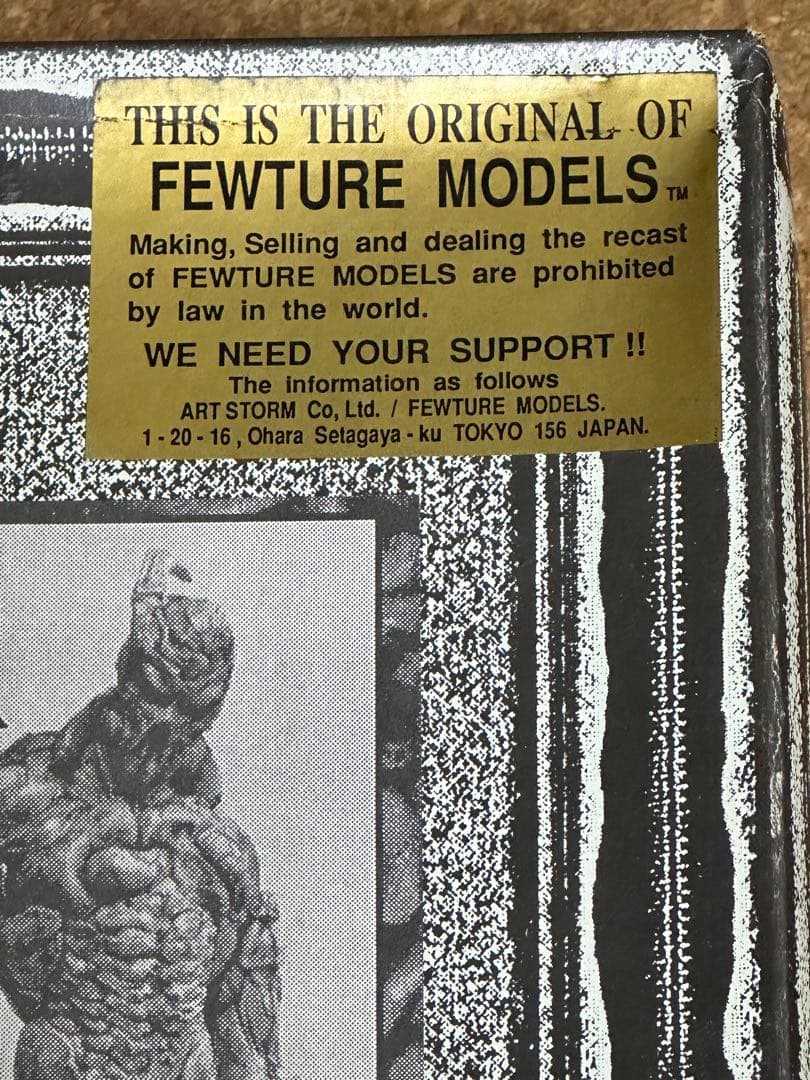 THIS IS THE ORIGINAL OF
FEWTURE MODELS™
Making, Selling and dealing the recast
of FEWTURE MODELS are prohibited
by law in the world.
WE NEED YOUR SUPPORT !!
The information as follows
ART STORM Co, Ltd. / FEWTURE MODELS.
1 - 20 - 16 , Ohara Setagaya - ku TOKYO 156 JAPAN.